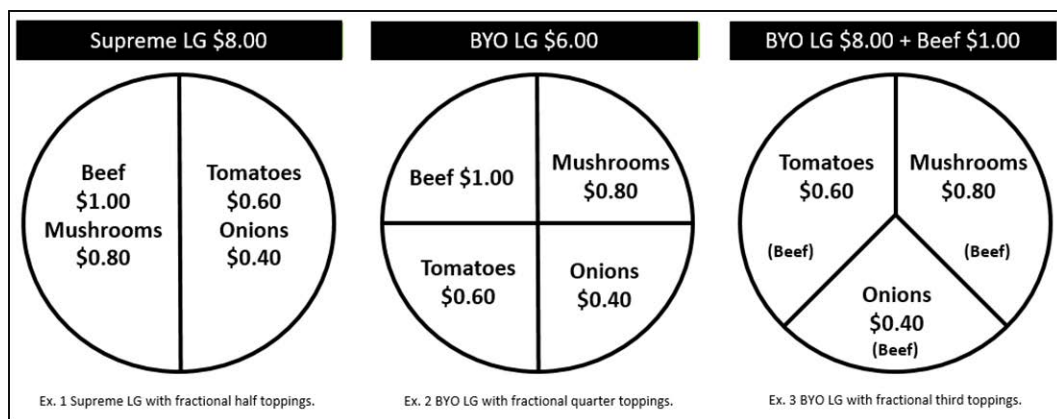 Supreme LG $8.00
Beef
$1.00
Mushrooms
$0.80
Tomatoes
$0.60
Onions
$0.40
Ex. 1 Supreme LG with fractional half toppings.
BYO LG $6.00
Beef $1.00
Mushrooms
$0.80
Tomatoes
$0.60
Onions
$0.40
Ex. 2 BYO LG with fractional quarter toppings.
BYO LG $8.00 + Beef $1.00
Tomatoes
$0.60
(Beef)
Mushrooms
$0.80
(Beef)
Onions
$0.40
(Beef)
Ex. 3 BYO LG with fractional third toppings.